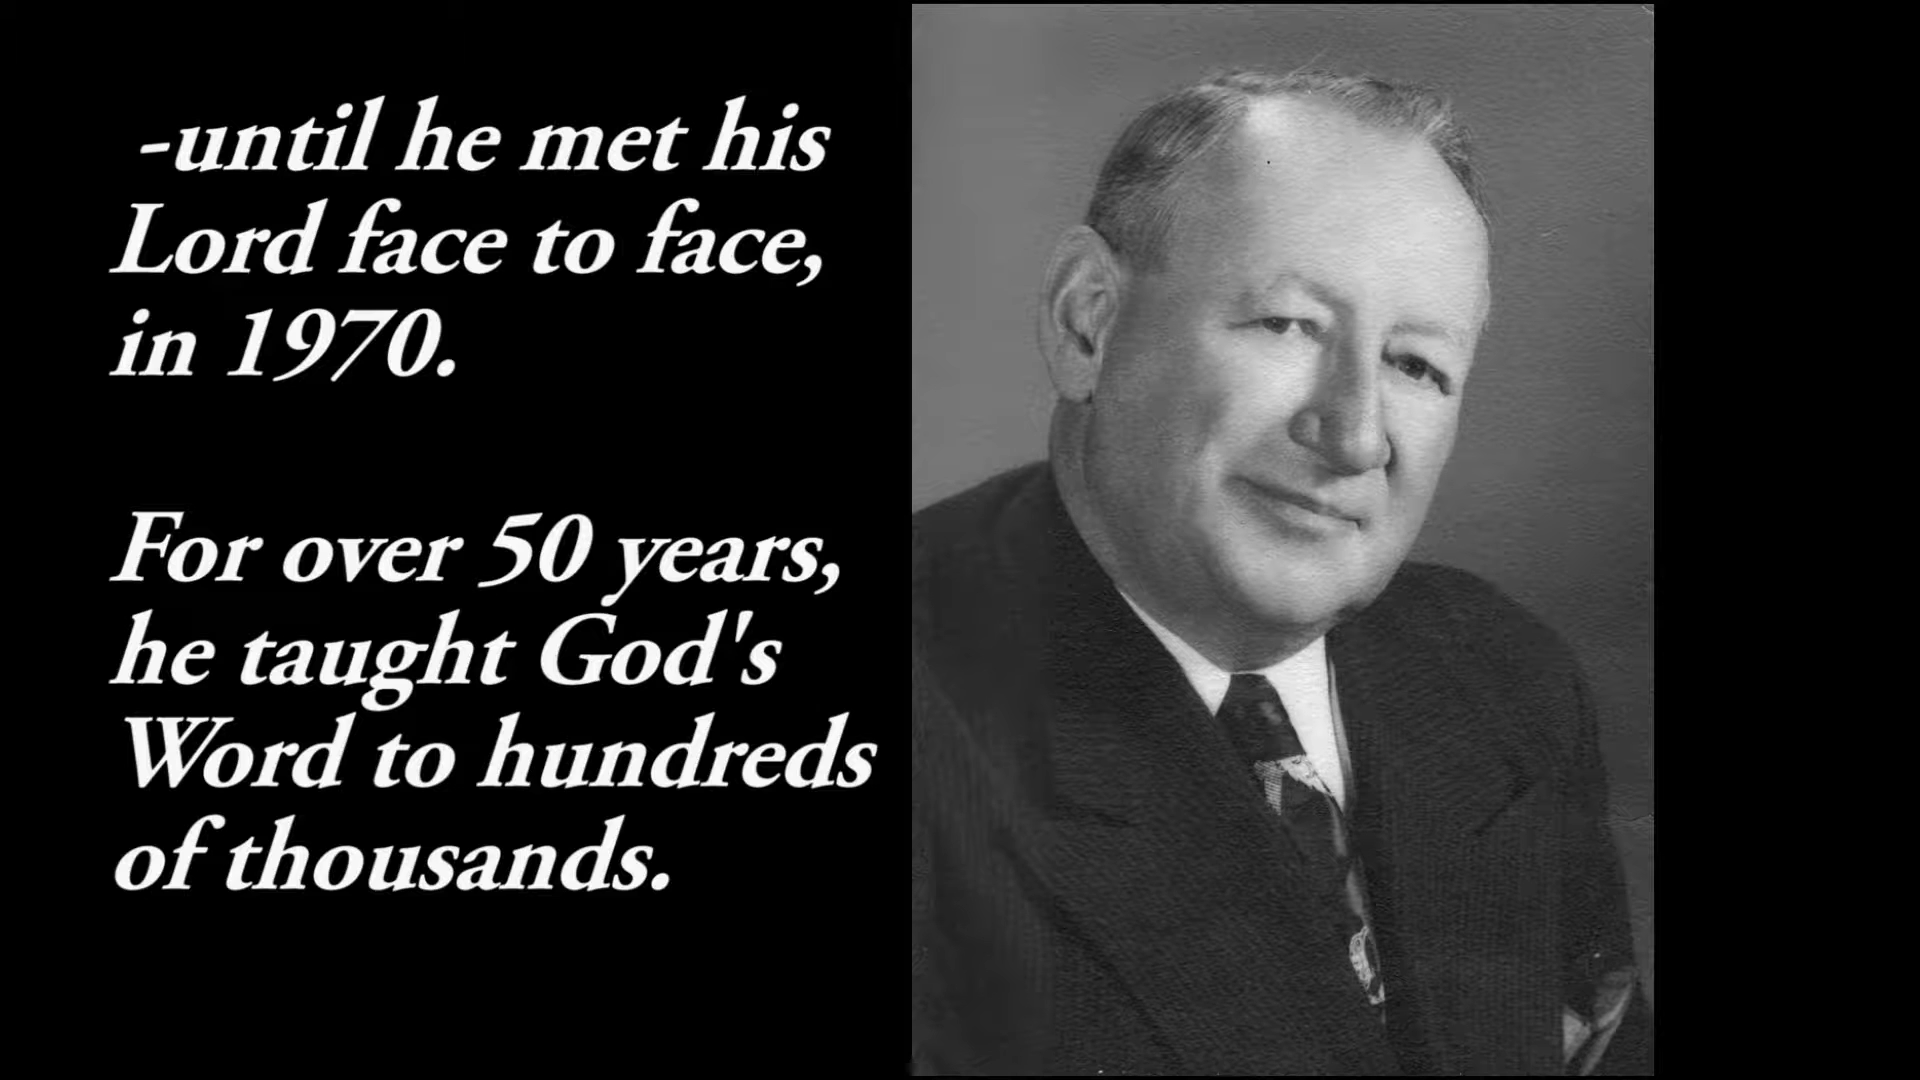 -until he met his
Lord face to face,
in 1970.
For over 50 years,
he taught God's
Word to hundreds
of thousands.